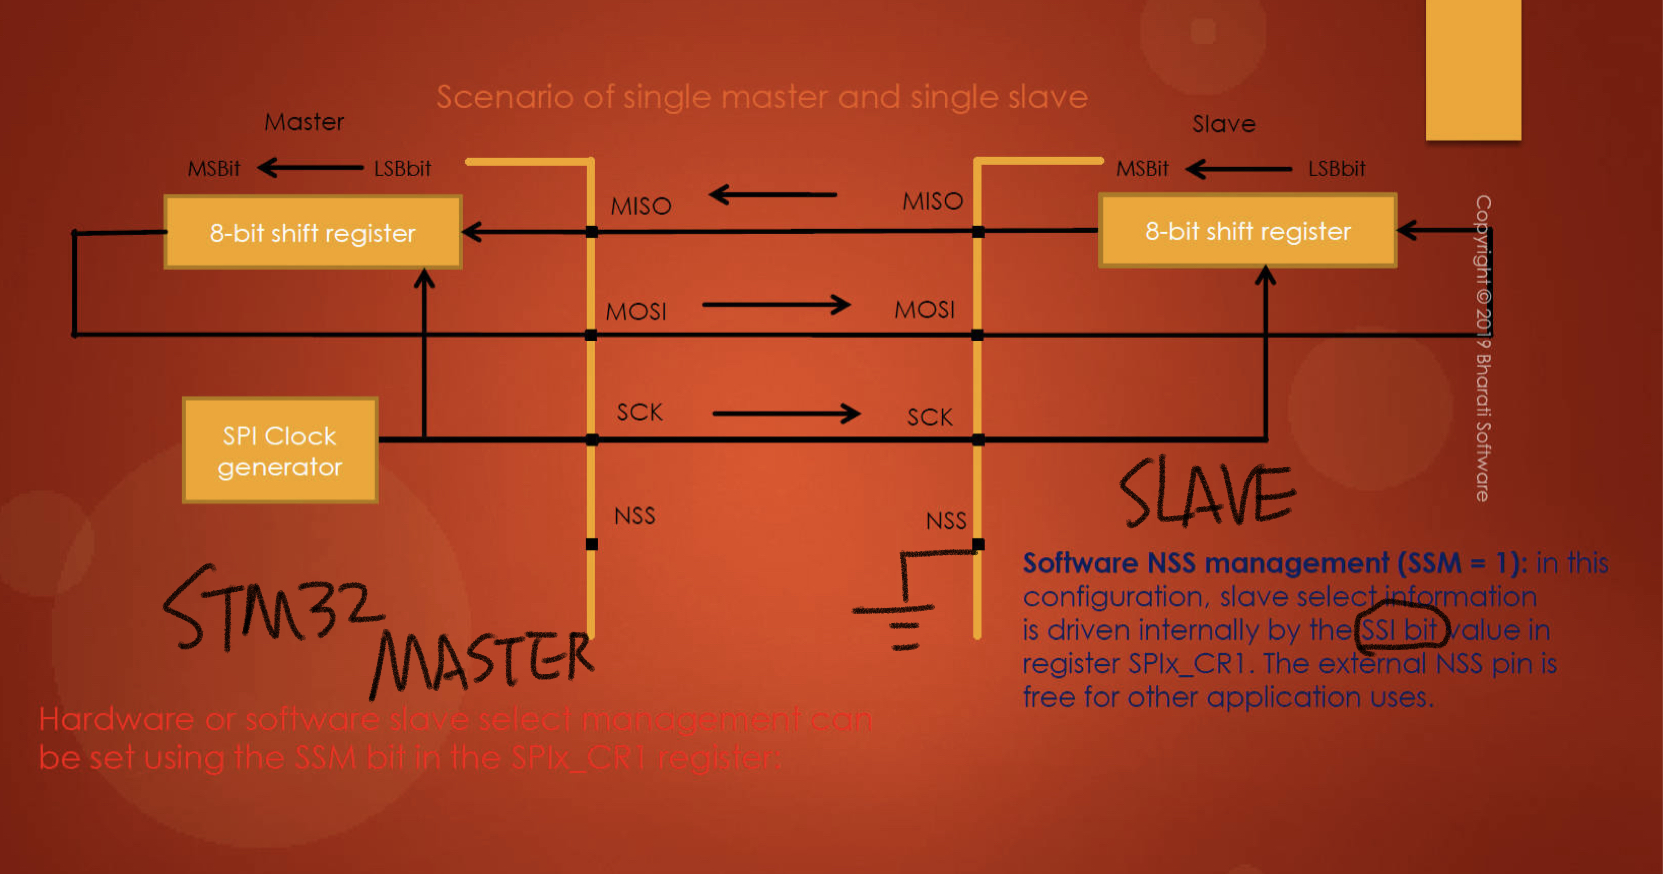 Scenario of single master and single slave
Master
Slave
MSBit
LSBbit
MSBit
LSBbit
8-bit shift register
8-bit shift register
MISO
MISO
MOSI
MOSI
SCK
SCK
SPI Clock
generator
NSS
NSS
STM32
MASTER
SLAVE
Software NSS management (SSM = 1): in this
configuration, slave select information
is driven internally by the SSI bit value in
register SPIx_CR1. The external NSS pin is
free for other application uses.
Hardware or software slave select management can
be set using the SSM bit in the SPIx_CR1 register:
Copyright © 2019 Bharati Software